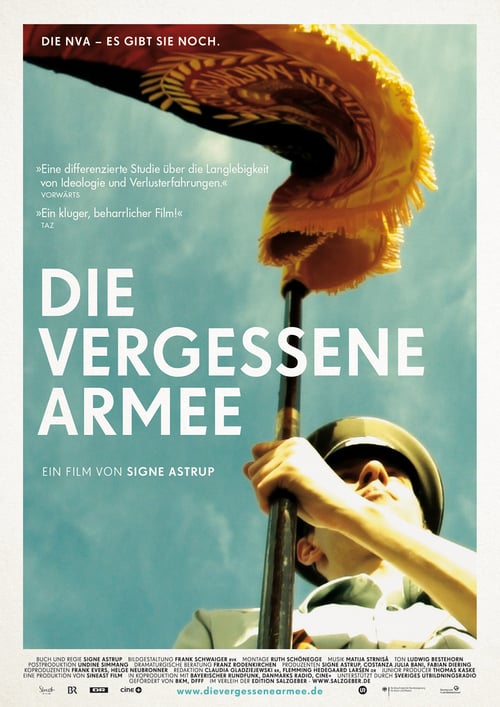 DIE NVA – ES GIBT SIE NOCH.
»Eine differenzierte Studie über die Langlebigkeit
von Ideologie und Verlusterfahrungen.«
VORWÄRTS
»Ein kluger, beharrlicher Film!«
TAZ
DIE
VERGESSENE
ARMEE
EIN FILM VON SIGNE ASTRUP
BUCH UND REGIE SIGNE ASTRUP BILDGESTALTUNG FRANK SCHWAIGER BVK MONTAGE RUTH SCHÖNEGGE MUSIK MATIJA STRNIŠA TON LUDWIG BESTEHORN
POSTPRODUKTION UNDINE SIMMANG DRAMATURGISCHE BERATUNG FRANZ RODENKIRCHEN PRODUZENTEN SIGNE ASTRUP, COSTANZA JULIA BANI, FABIAN DIERING
KOPRODUZENTEN FRANK EVERS, HELGE NEUBRONNER REDAKTION CLAUDIA GLADZIEJEWSKI BR, FLEMMING HEDEGAARD LARSEN DR JUNIOR PRODUCER THOMAS KASKE
EINE PRODUKTION VON SINEAST FILM IN KOPRODUKTION MIT BAYERISCHER RUNDFUNK, DANMARKS RADIO, CINE+ UNTERSTÜTZT DURCH SVERIGES UTBILDNINGSRADIO
GEFÖRDERT VON BKM, DFFF IM VERLEIH DER EDITION SALZGEBER – WWW.SALZGEBER.DE
BR DR cine+ www.dievergessenearmee.de